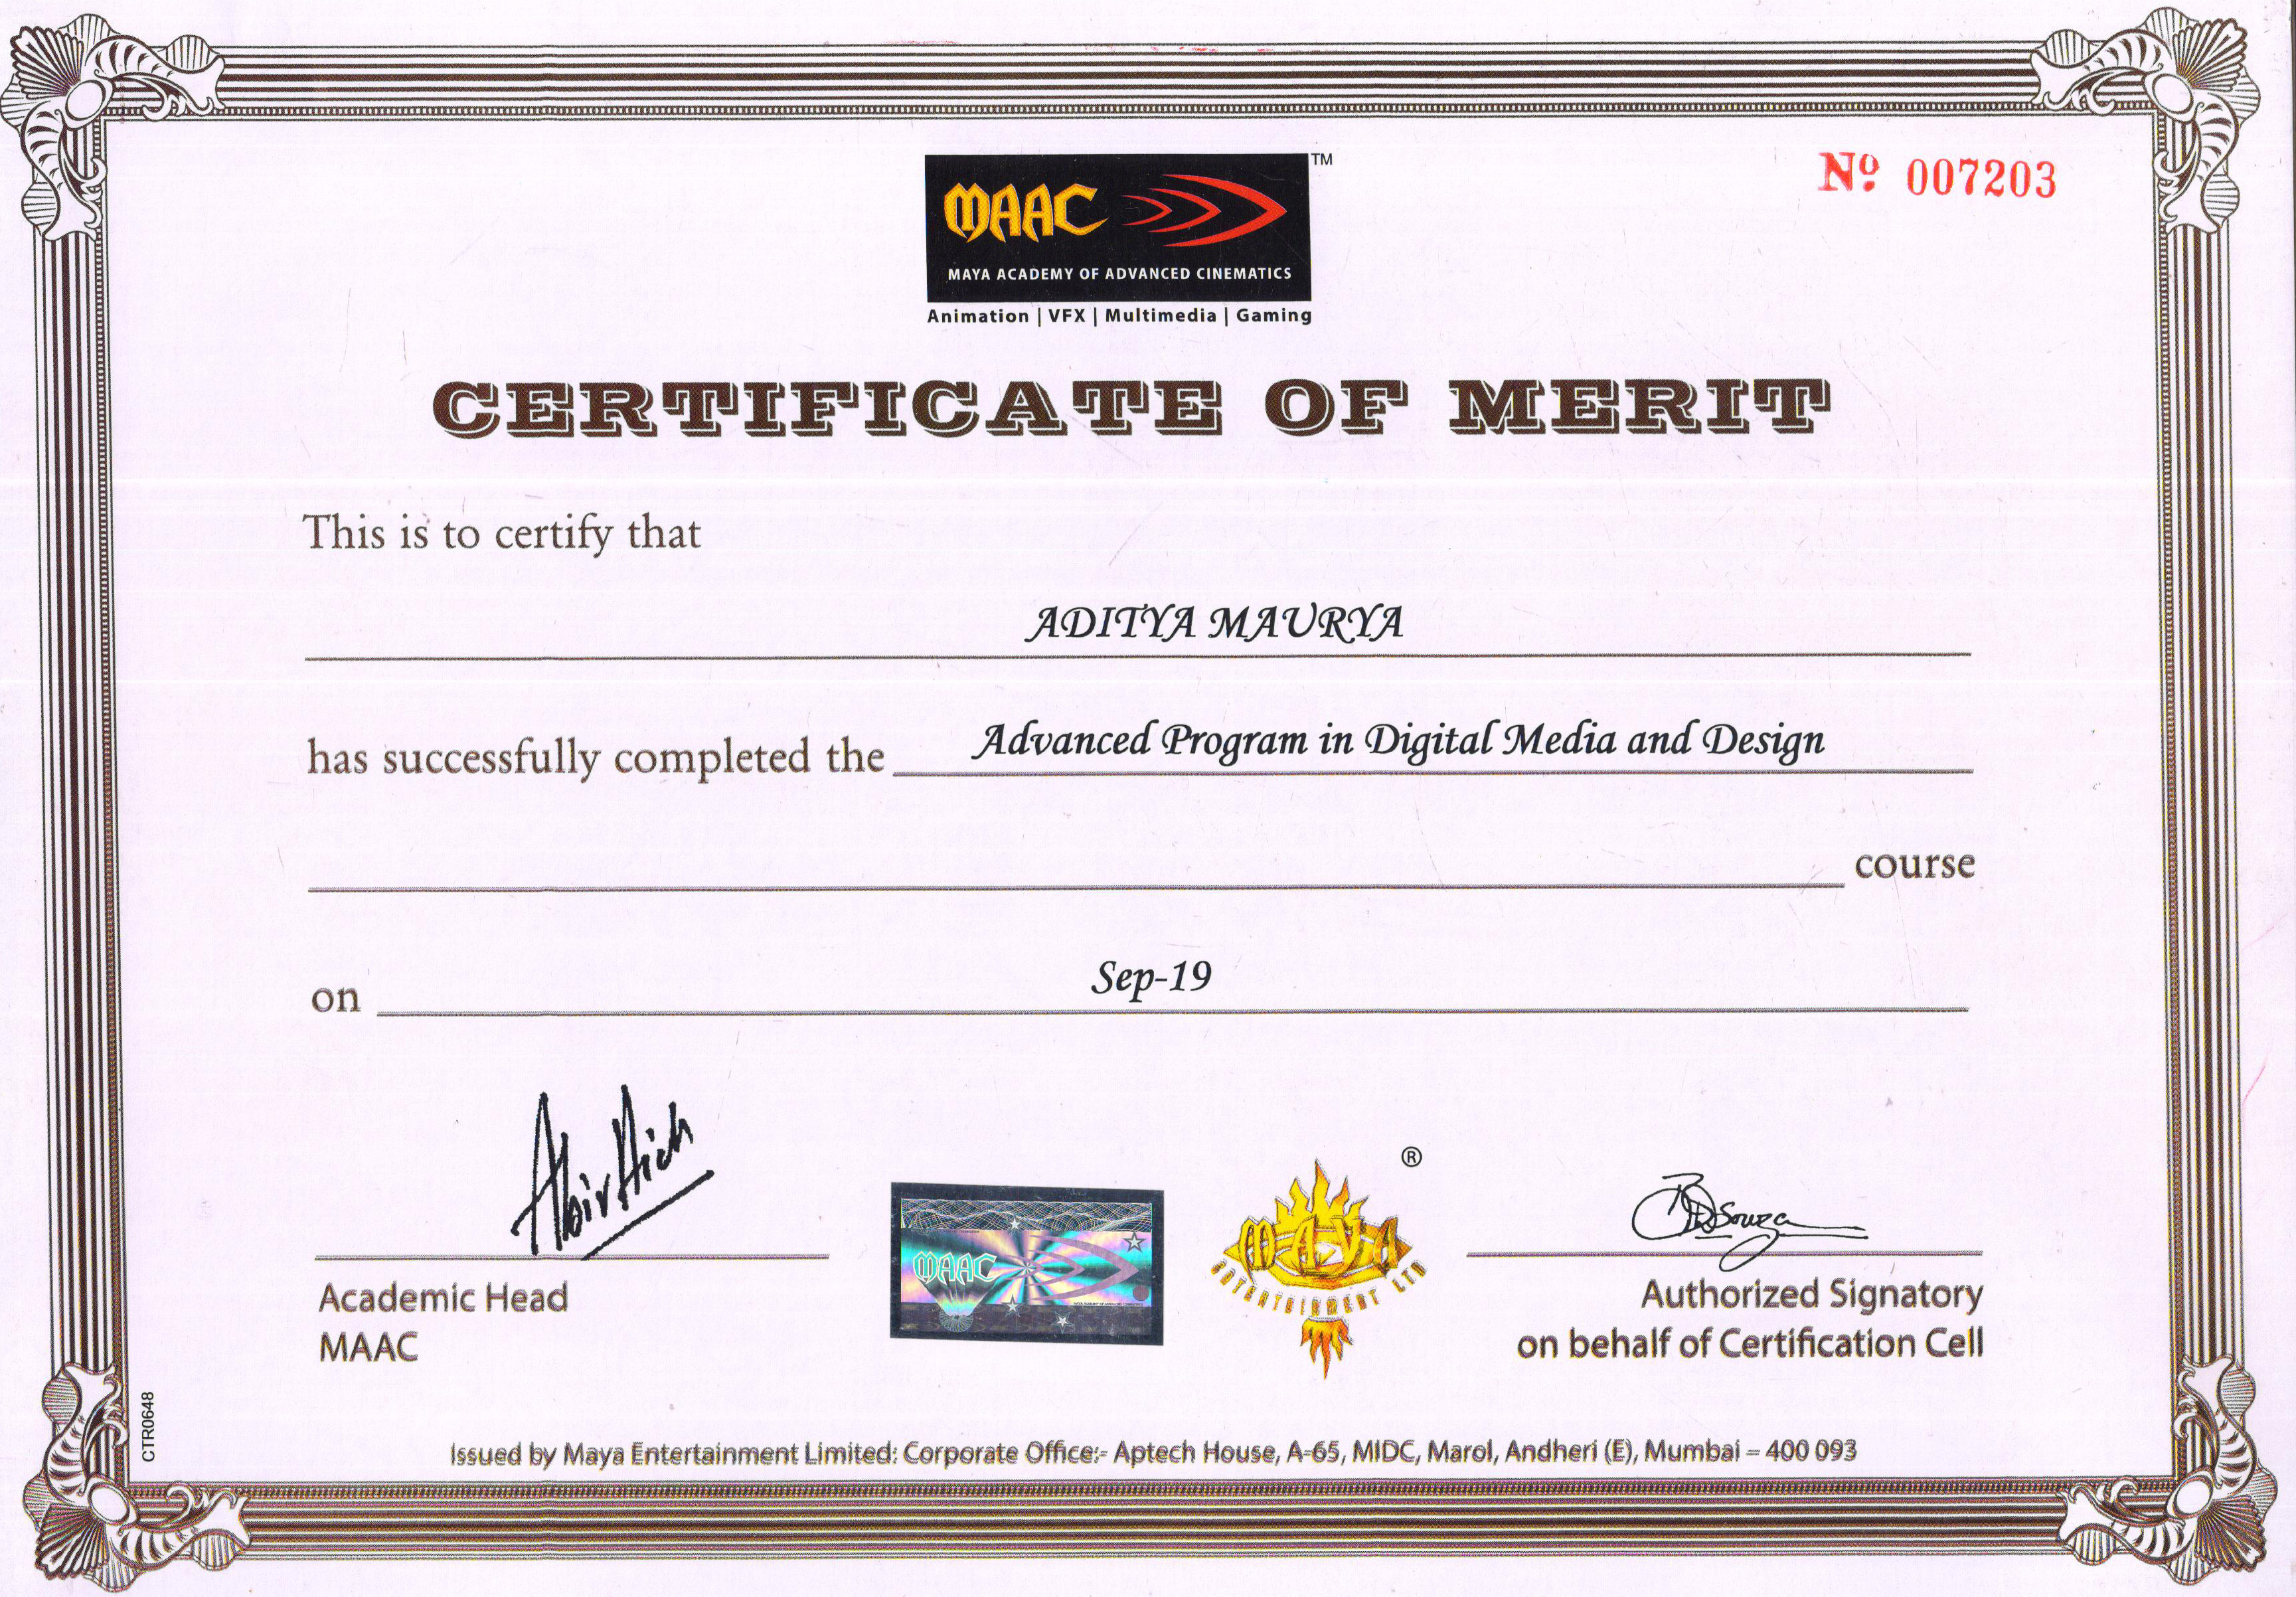 MAAC TM
MAYA ACADEMY OF ADVANCED CINEMATICS
Animation | VFX | Multimedia | Gaming
Nº 007203
CERTIFICATE OF MERIT
This is to certify that
ADITYA MAURYA
has successfully completed the Advanced Program in Digital Media and Design
course
on Sep-19
MAAC
MAYA ®
ENTERTAINMENT LTD
Academic Head
MAAC
Authorized Signatory
on behalf of Certification Cell
CTR0648
Issued by Maya Entertainment Limited: Corporate Office:- Aptech House, A-65, MIDC, Marol, Andheri (E), Mumbai – 400 093